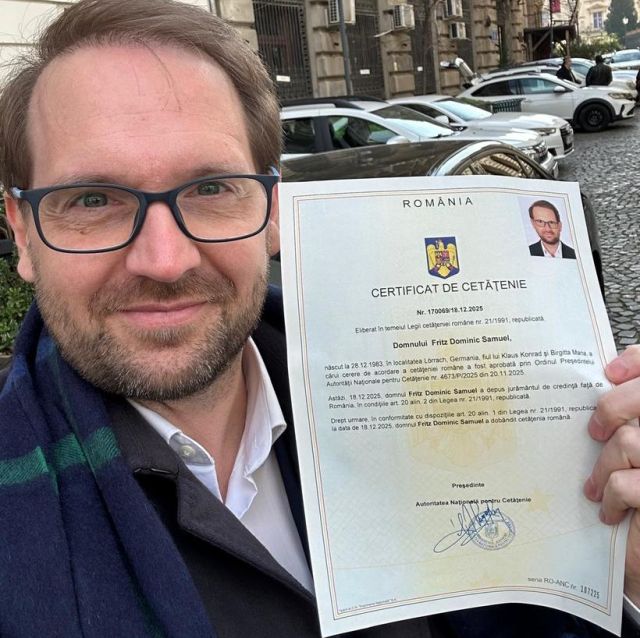 ROMÂNIA
CERTIFICAT DE CETĂȚENIE
Nr. 170069/18.12.2025
Eliberat în temeiul Legii cetățeniei române nr. 21/1991, republicată.
Domnului Fritz Dominic Samuel,
născut la 28.12.1983, în localitatea Lörrach, Germania, fiul lui Klaus Konrad și Birgitta Maria, a
cărui cerere de acordare a cetățeniei române a fost aprobată prin Ordinul Președintelui
Autorității Naționale pentru Cetățenie nr. 4673/P/2025 din 20.11.2025.
Astăzi, 18.12.2025, domnul Fritz Dominic Samuel a depus jurământul de credință față de
România, în condițiile art. 20 alin. 2 din Legea nr. 21/1991, republicată.
Drept urmare, în conformitate cu dispozițiile art. 20 alin. 1 din Legea nr. 21/1991, republicată
la data de 18.12.2025, domnul Fritz Dominic Samuel a dobândit cetățenia română.
Președinte
Autoritatea Națională pentru Cetățenie
seria RO-ANC nr. 187235